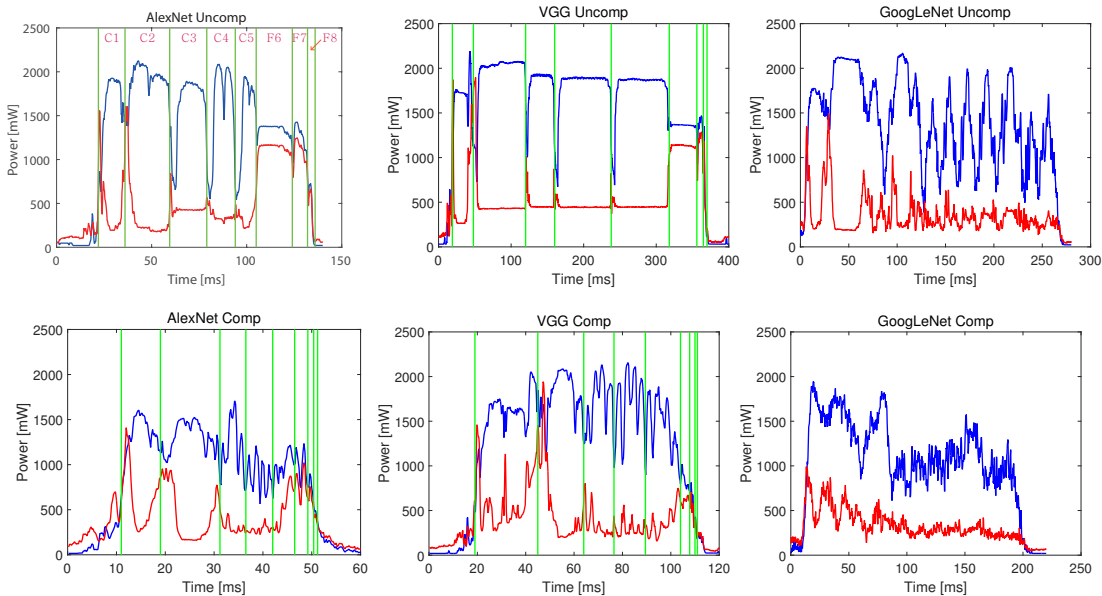 AlexNet Uncomp
C1 C2 C3 C4 C5 F6 F7 F8
2500
2000
1500
1000
500
0
Power [mW]
0 50 100 150
Time [ms]
VGG Uncomp
2500
2000
1500
1000
500
0
Power [mW]
0 100 200 300 400
Time [ms]
GoogLeNet Uncomp
2500
2000
1500
1000
500
0
Power [mW]
0 50 100 150 200 250 300
Time [ms]
AlexNet Comp
2500
2000
1500
1000
500
0
Power [mW]
0 10 20 30 40 50 60
Time [ms]
VGG Comp
2500
2000
1500
1000
500
0
Power [mW]
0 20 40 60 80 100 120
Time [ms]
GoogLeNet Comp
2500
2000
1500
1000
500
0
Power [mW]
0 50 100 150 200 250
Time [ms]